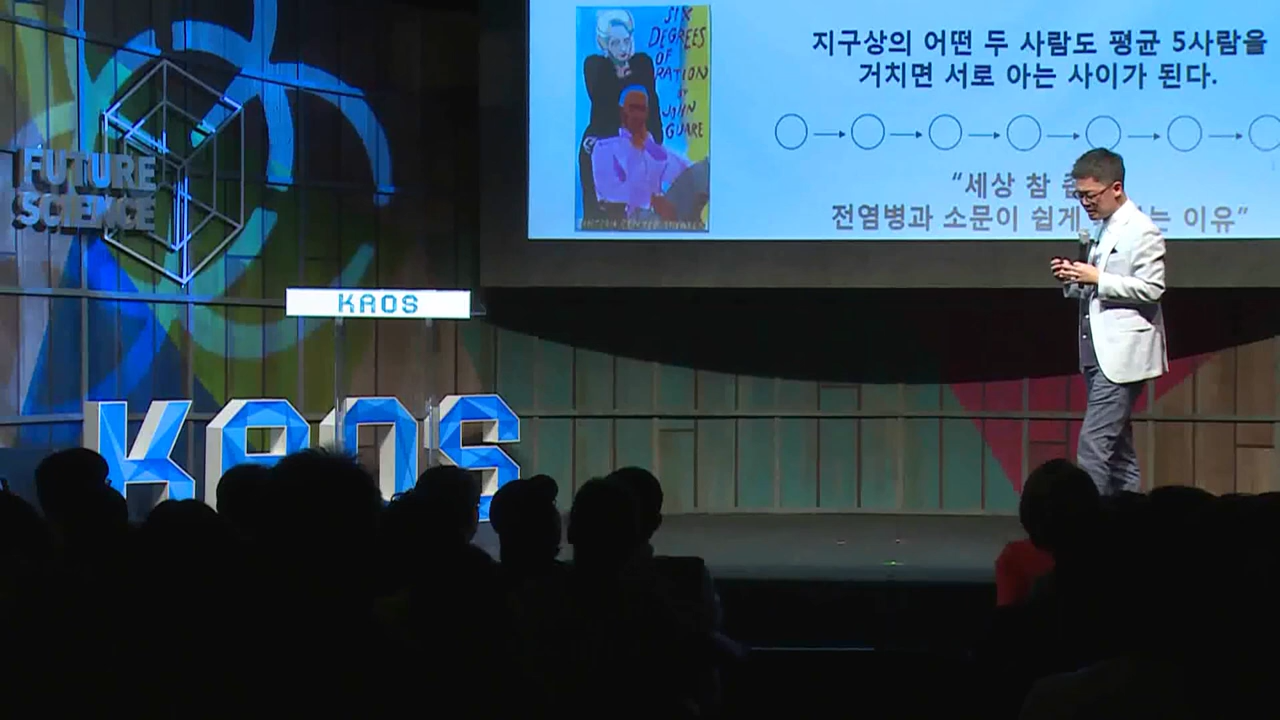 SIX
DEGREES
OF
RATION
BY
JOHN
GUARE
지구상의 어떤 두 사람도 평균 5사람을
거치면 서로 아는 사이가 된다.
“세상 참
전염병과 소문이 쉽게 는 이유”
FUTURE
SCIENCE
KAOS
KAOS